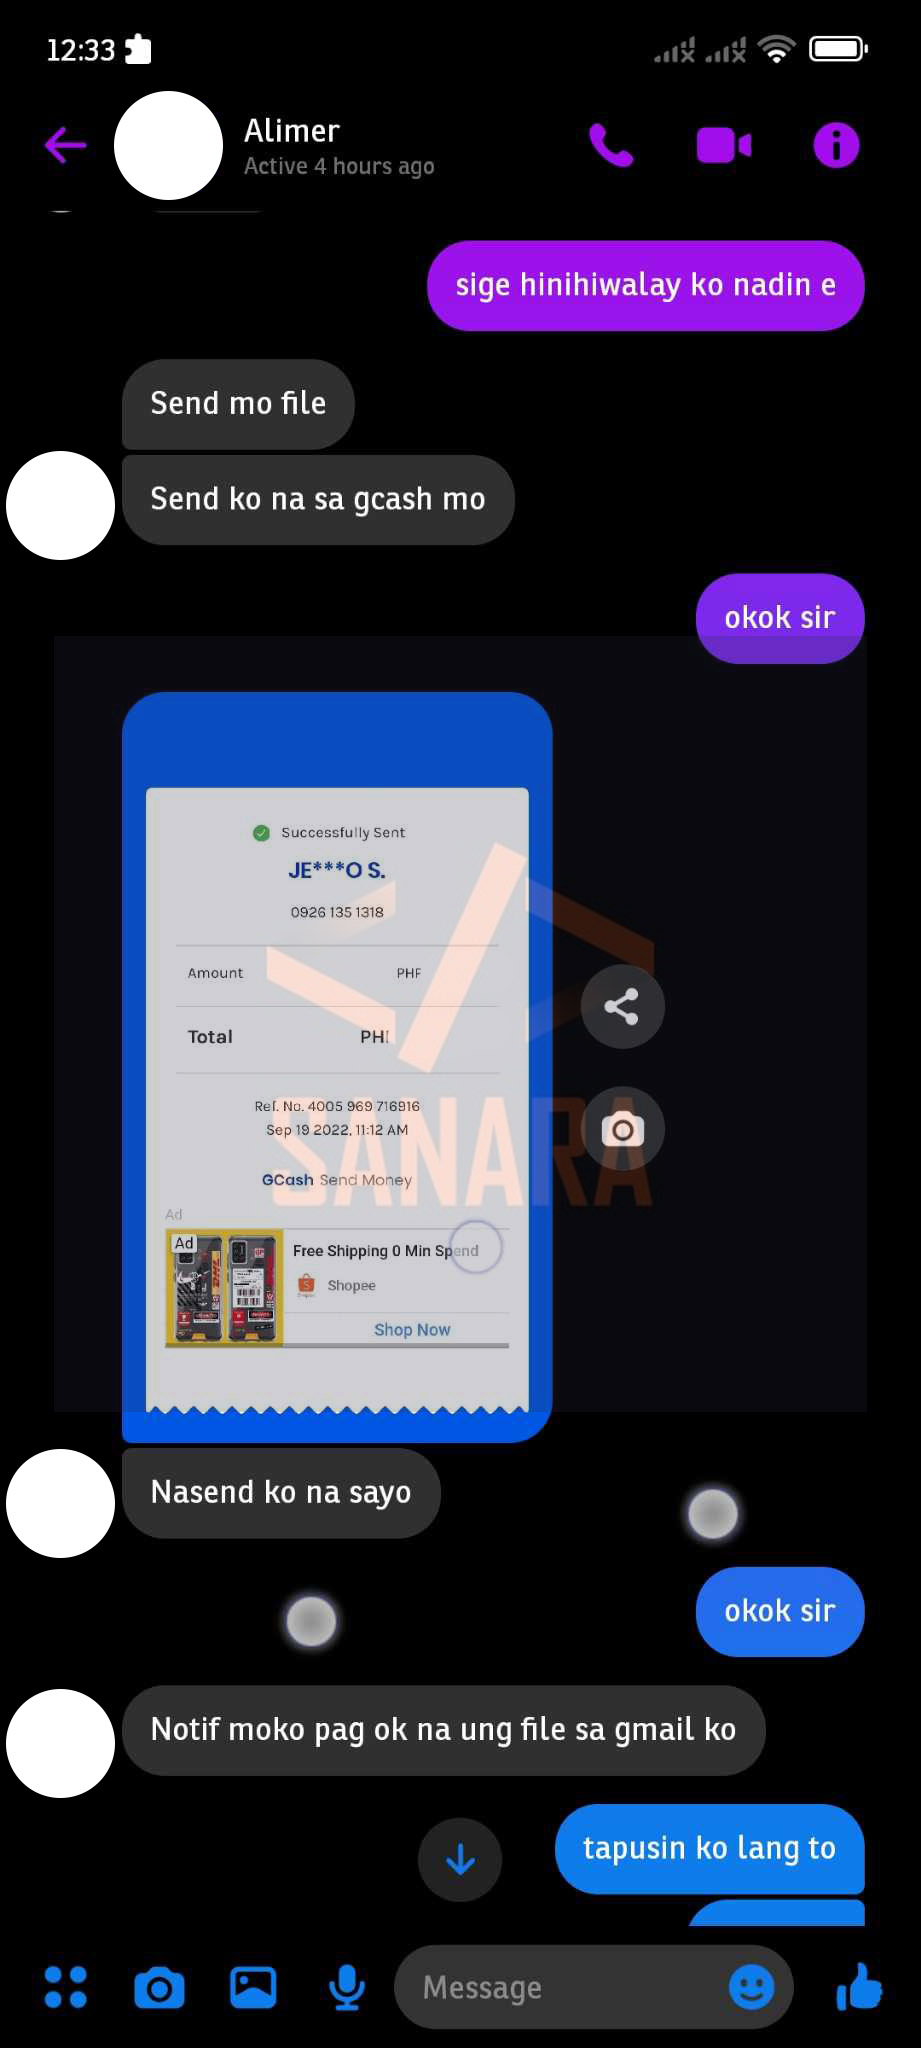 12:33
Alimer
Active 4 hours ago
sige hinihiwalay ko nadin e
Send mo file
Send ko na sa gcash mo
okok sir
Successfully Sent
JE***O S.
0926 135 1318
Amount PHF
Total PH
Ref. No. 4005 969 716916
Sep 19 2022, 11:12 AM
SANARA
GCash Send Money
Ad
Ad
Free Shipping 0 Min Spend
Shopee
Shop Now
Nasend ko na sayo
okok sir
Notif moko pag ok na ung file sa gmail ko
tapusin ko lang to
Message